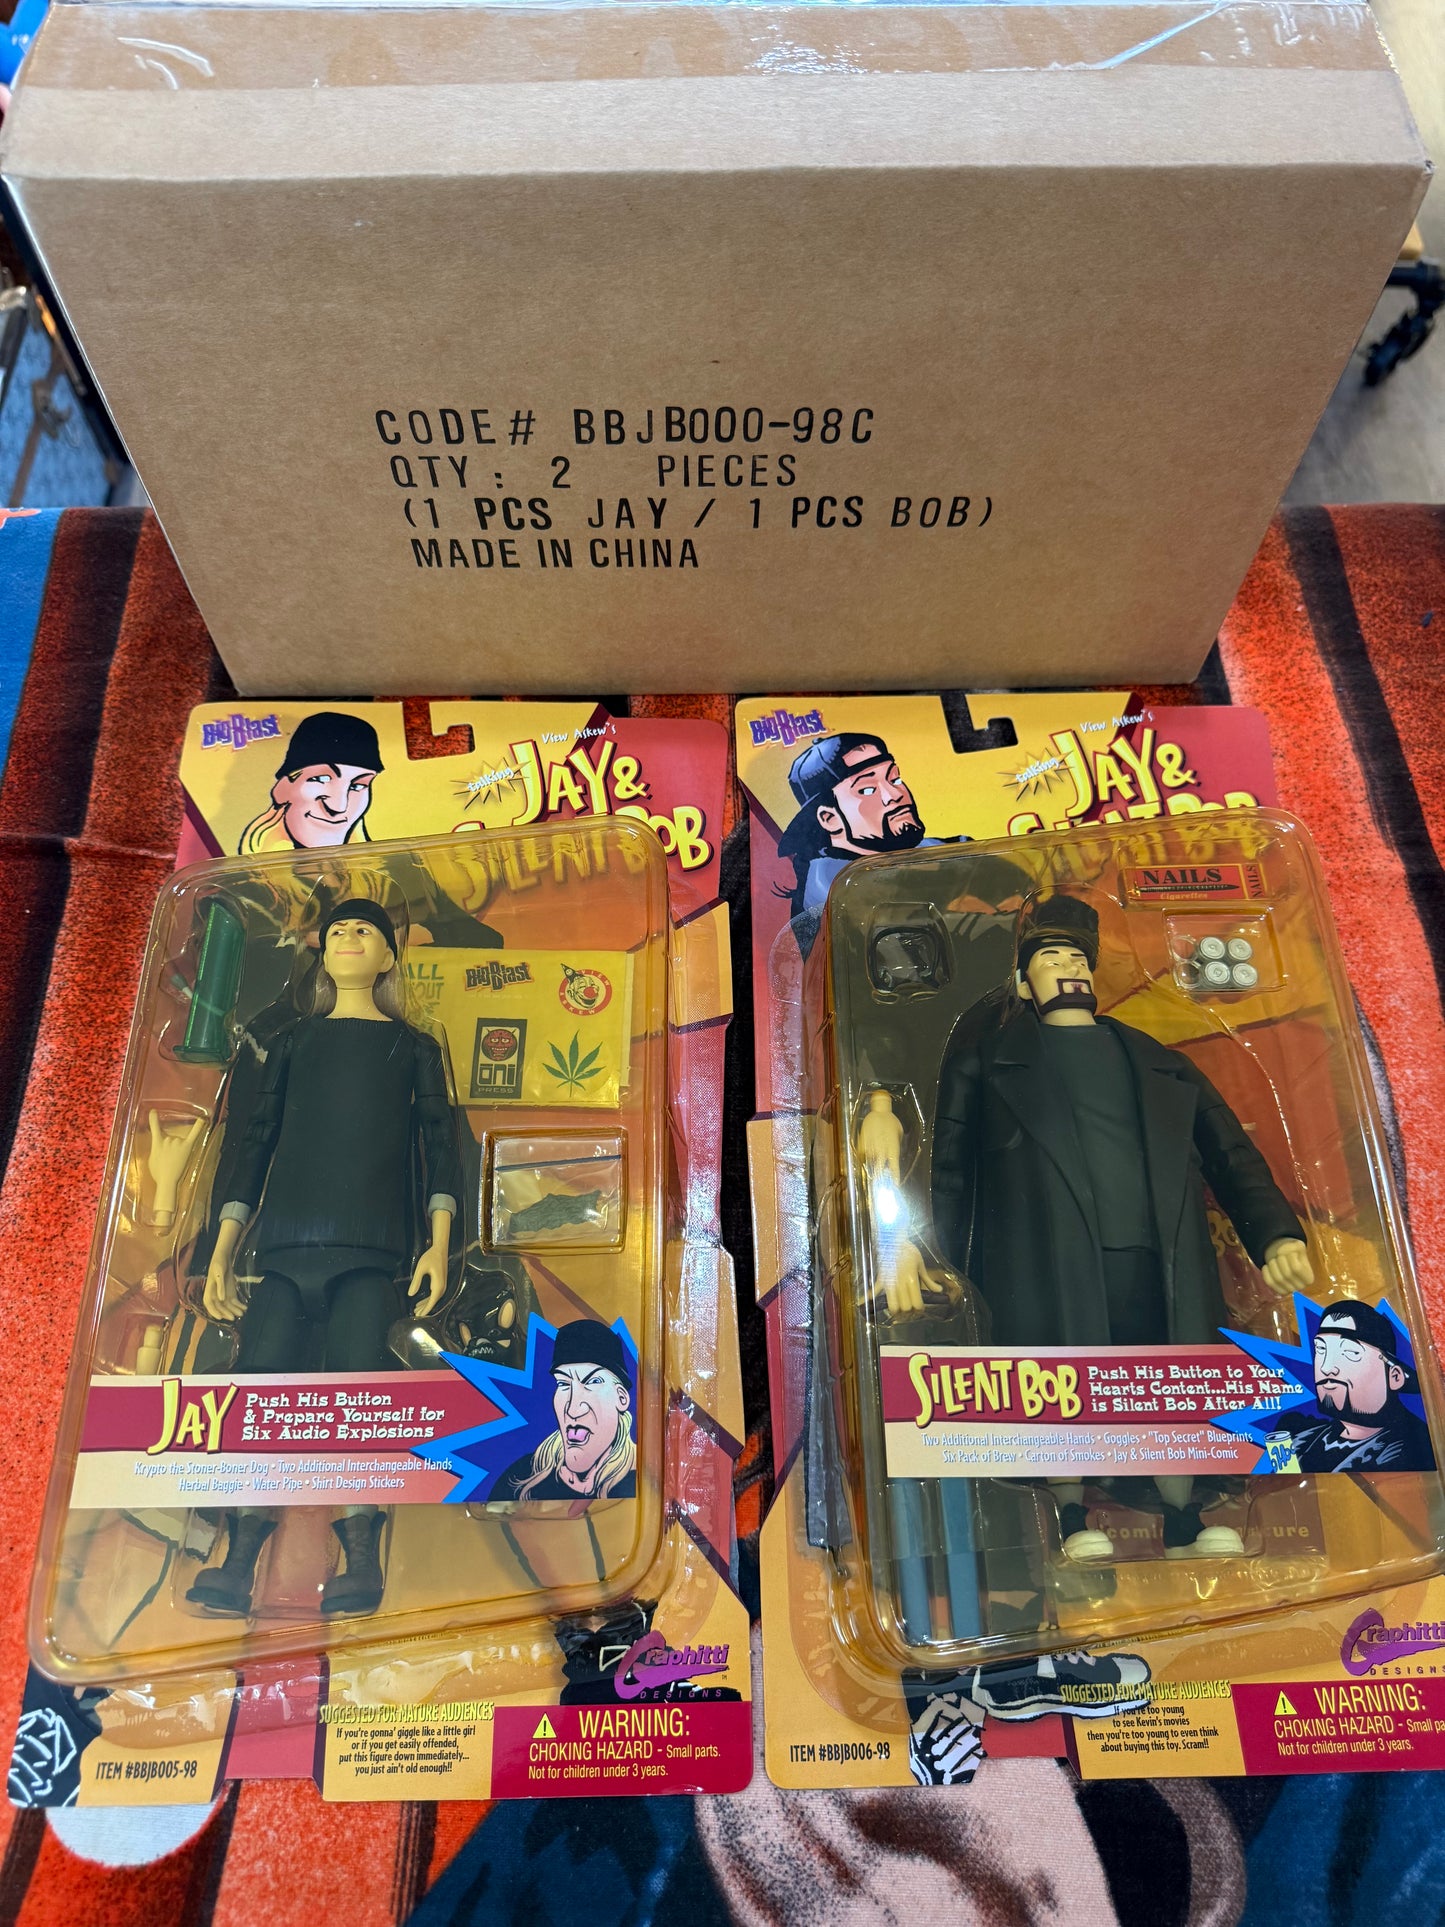 CODE # BBJB000-98C
QTY : 2 PIECES
(1 PCS JAY / 1 PCS BOB)
MADE IN CHINA
Big Blast
View Askew's
talking
JAY &
SILENT BOB
Big Blast
ONI
PRESS
JAY
Push His Button
& Prepare Yourself for
Six Audio Explosions
Krypto the Stoner-Boner Dog • Two Additional Interchangeable Hands
Herbal Baggie • Water Pipe • Shirt Design Stickers
Graphitti
DESIGNS
ITEM #BBJB005-98
SUGGESTED FOR MATURE AUDIENCES
If you're gonna' giggle like a little girl
or if you get easily offended,
put this figure down immediately...
you just ain't old enough!!
WARNING:
CHOKING HAZARD - Small parts.
Not for children under 3 years.
Big Blast
View Askew's
talking
JAY &
SILENT BOB
NAILS
Cigarettes
NAILS
SILENT BOB
Push His Button to Your
Hearts Content...His Name
is Silent Bob After All!
Two Additional Interchangeable Hands • Goggles • "Top Secret" Blueprints
Six Pack of Brew • Carton of Smokes • Jay & Silent Bob Mini-Comic
Graphitti
DESIGNS
ITEM #BBJB006-98
SUGGESTED FOR MATURE AUDIENCES
If you're too young
to see Kevin's movies
then you're too young to even think
about buying this toy. Scram!!
WARNING:
CHOKING HAZARD - Small
Not for children under 3 years.